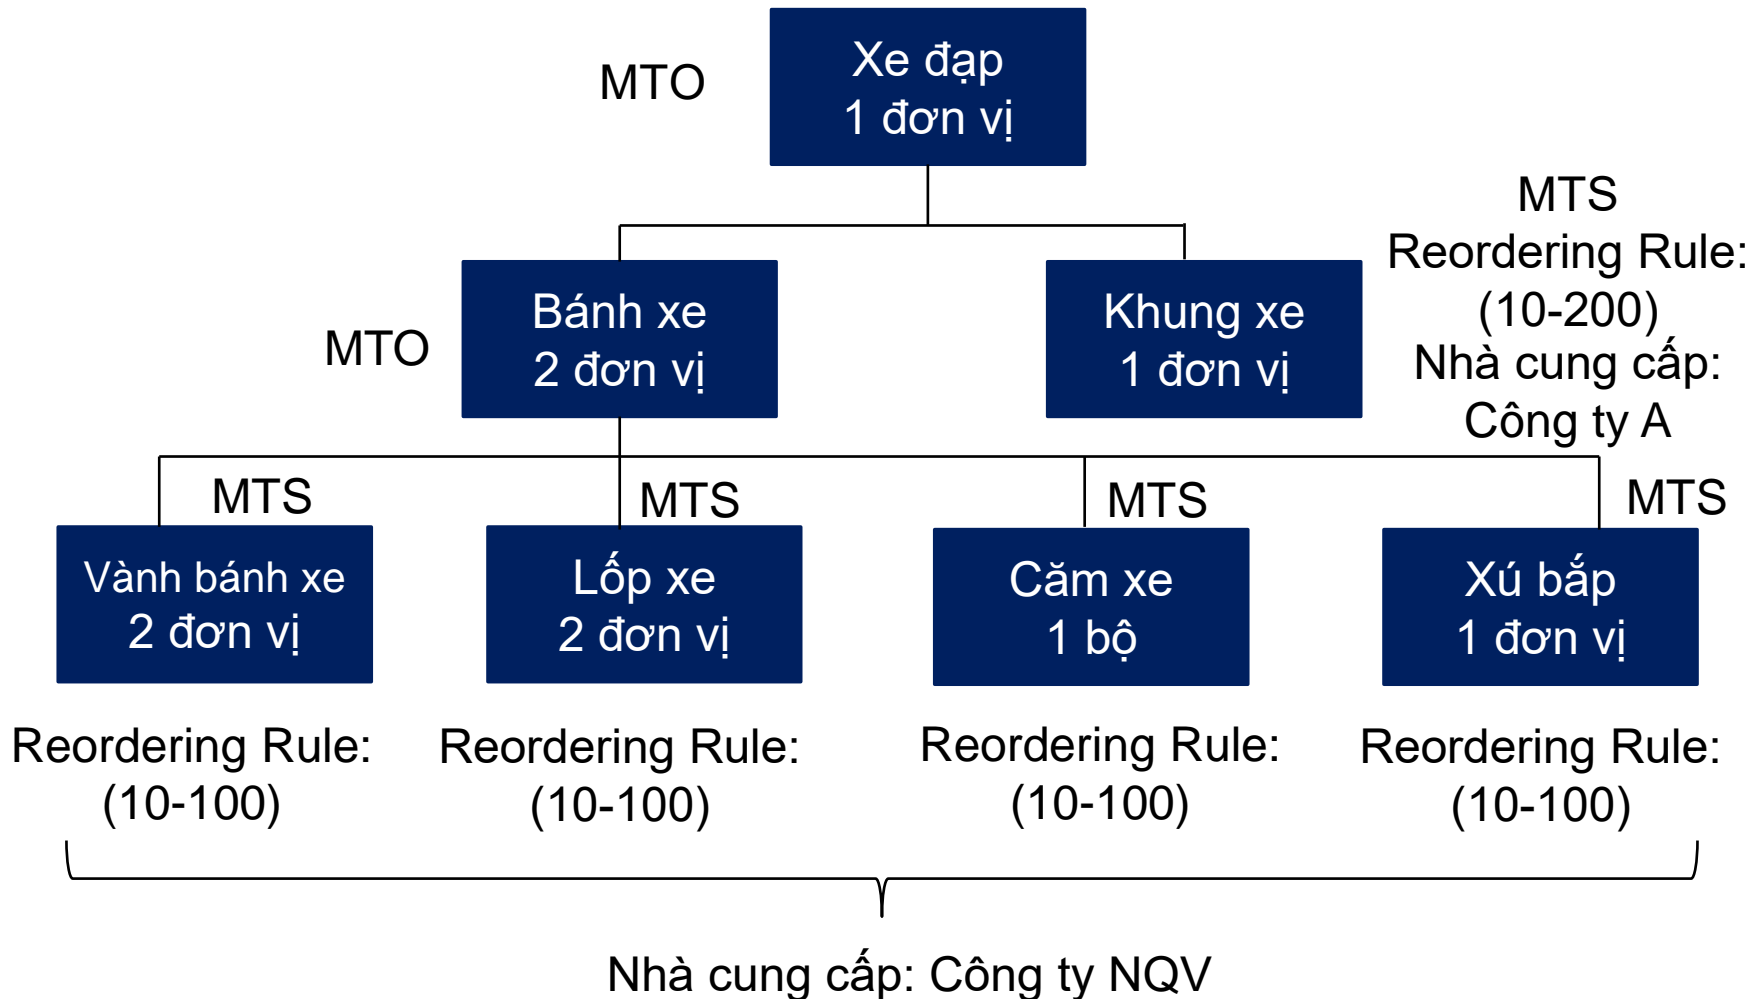 MTO
Xe đạp
1 đơn vị
MTS
Reordering Rule:
(10-200)
Nhà cung cấp:
Công ty A
MTO
Bánh xe
2 đơn vị
Khung xe
1 đơn vị
MTS
MTS
MTS
MTS
Vành bánh xe
2 đơn vị
Lốp xe
2 đơn vị
Căm xe
1 bộ
Xú bắp
1 đơn vị
Reordering Rule:
(10-100)
Reordering Rule:
(10-100)
Reordering Rule:
(10-100)
Reordering Rule:
(10-100)
Nhà cung cấp: Công ty NQV